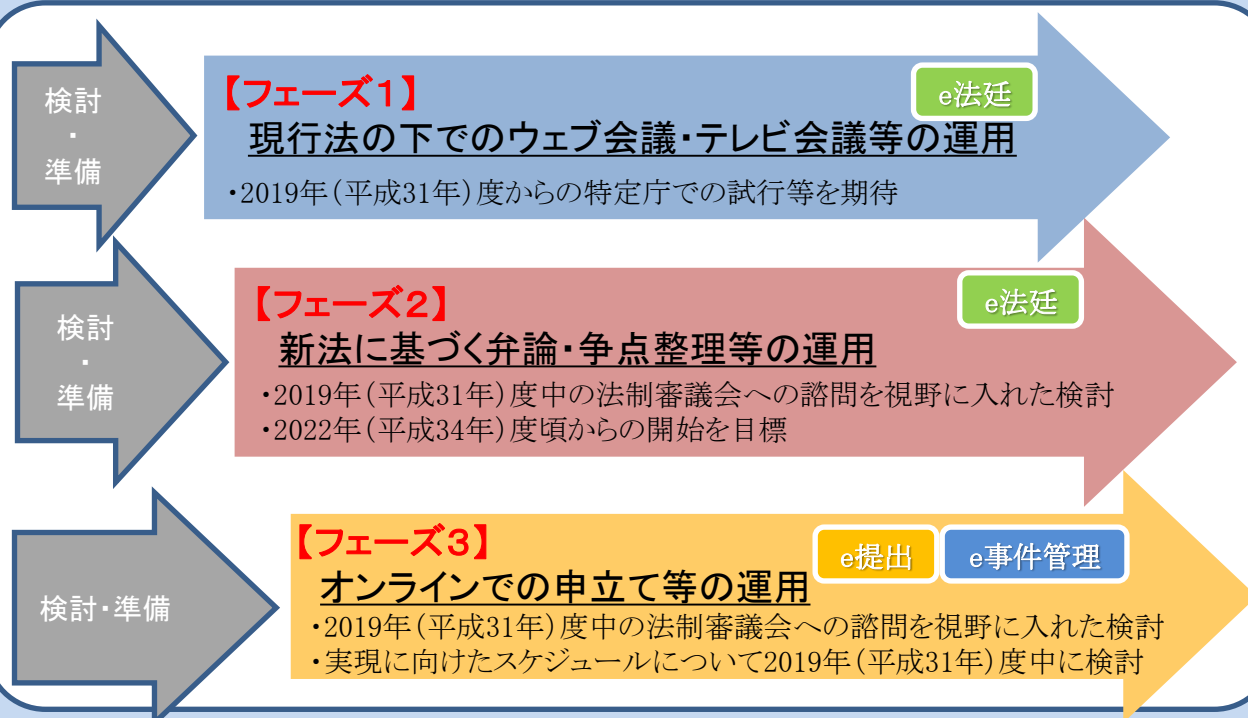 検討
・
準備
【フェーズ1】
e法廷
現行法の下でのウェブ会議・テレビ会議等の運用
・2019年(平成31年)度からの特定庁での試行等を期待
検討
・
準備
【フェーズ2】
e法廷
新法に基づく弁論・争点整理等の運用
・2019年(平成31年)度中の法制審議会への諮問を視野に入れた検討
・2022年(平成34年)度頃からの開始を目標
検討・準備
【フェーズ3】
e提出
e事件管理
オンラインでの申立て等の運用
・2019年(平成31年)度中の法制審議会への諮問を視野に入れた検討
・実現に向けたスケジュールについて2019年(平成31年)度中に検討